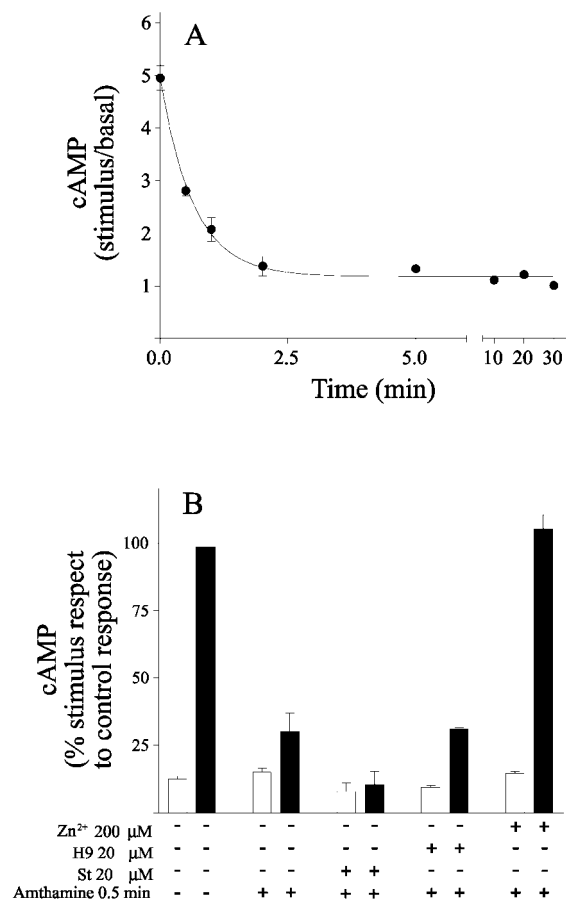 A
cAMP
(stimulus/basal)
6
5
4
3
2
1
0.0 2.5 5.0 10 20 30
Time (min)
B
cAMP
(% stimulus respect
to control response)
100
75
50
25
Zn²⁺ 200 μM - - - - - - - - + +
H9 20 μM - - - - - - + + - -
St 20 μM - - - - + + - - - -
Amthamine 0.5 min - - + + + + + + + +